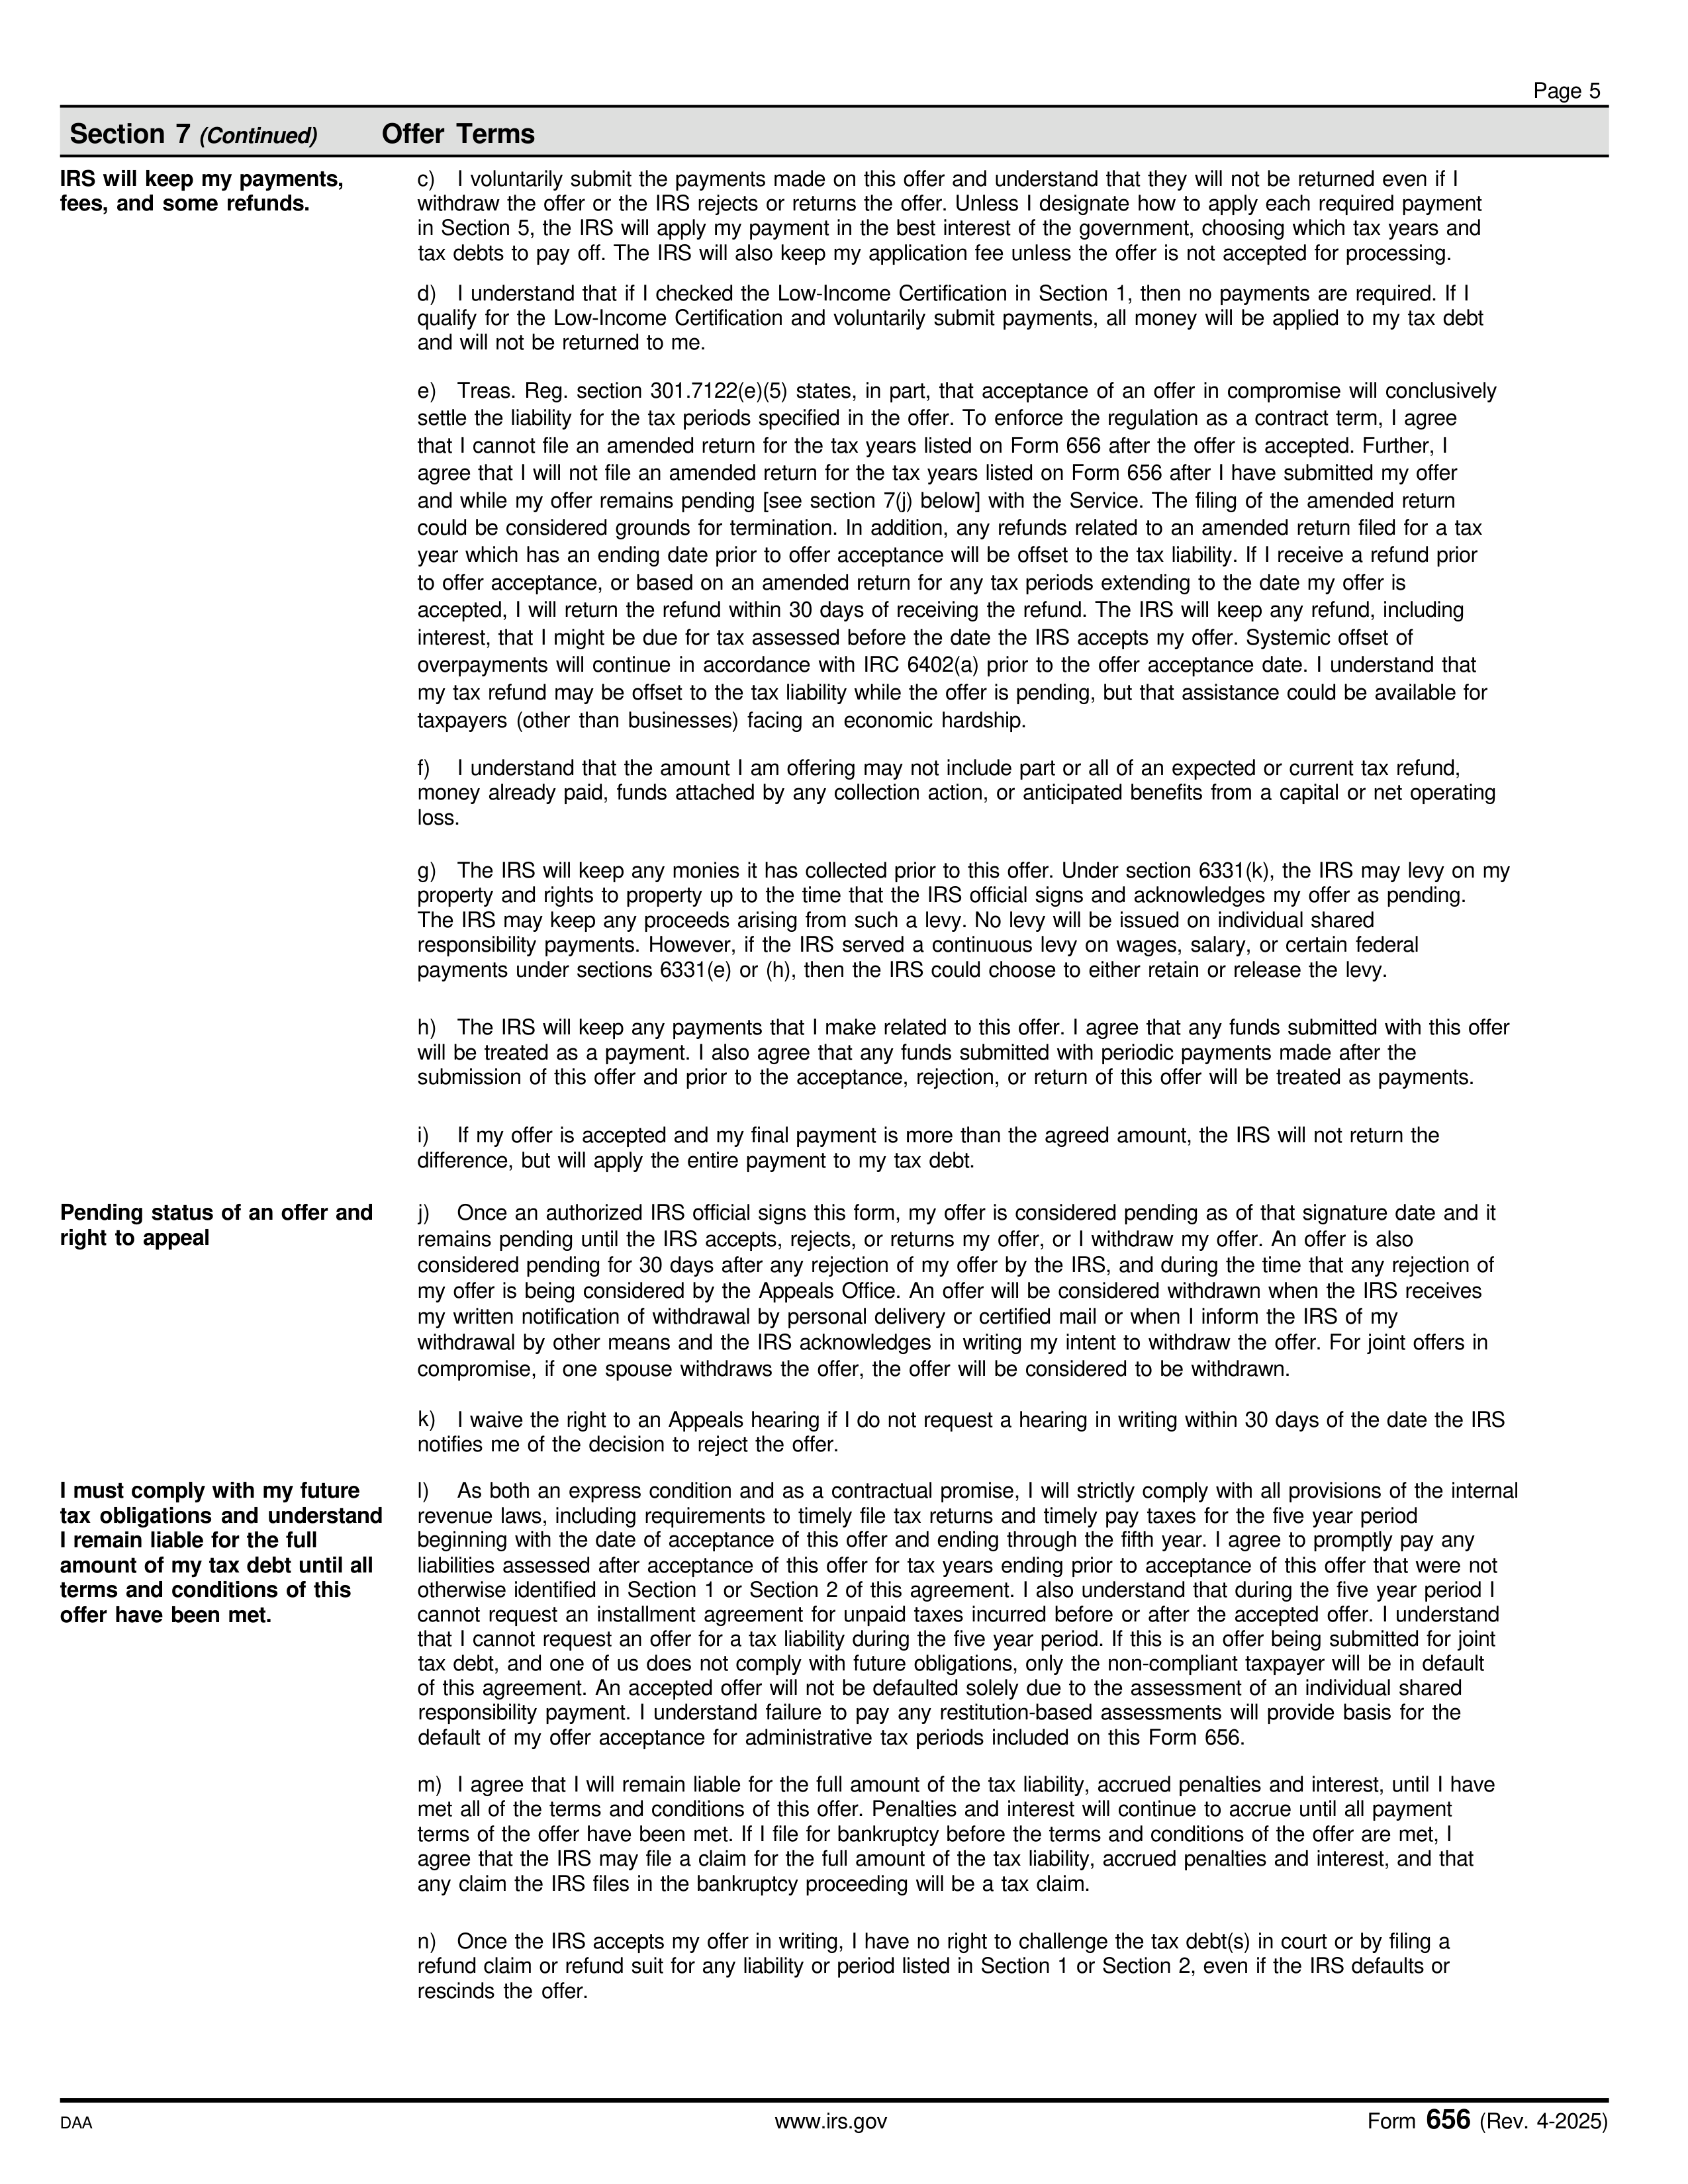 Page 5
Section 7 (Continued) Offer Terms
IRS will keep my payments,
fees, and some refunds.
c) I voluntarily submit the payments made on this offer and understand that they will not be returned even if I
withdraw the offer or the IRS rejects or returns the offer. Unless I designate how to apply each required payment
in Section 5, the IRS will apply my payment in the best interest of the government, choosing which tax years and
tax debts to pay off. The IRS will also keep my application fee unless the offer is not accepted for processing.
d) I understand that if I checked the Low-Income Certification in Section 1, then no payments are required. If I
qualify for the Low-Income Certification and voluntarily submit payments, all money will be applied to my tax debt
and will not be returned to me.
e) Treas. Reg. section 301.7122(e)(5) states, in part, that acceptance of an offer in compromise will conclusively
settle the liability for the tax periods specified in the offer. To enforce the regulation as a contract term, I agree
that I cannot file an amended return for the tax years listed on Form 656 after the offer is accepted. Further, I
agree that I will not file an amended return for the tax years listed on Form 656 after I have submitted my offer
and while my offer remains pending [see section 7(j) below] with the Service. The filing of the amended return
could be considered grounds for termination. In addition, any refunds related to an amended return filed for a tax
year which has an ending date prior to offer acceptance will be offset to the tax liability. If I receive a refund prior
to offer acceptance, or based on an amended return for any tax periods extending to the date my offer is
accepted, I will return the refund within 30 days of receiving the refund. The IRS will keep any refund, including
interest, that I might be due for tax assessed before the date the IRS accepts my offer. Systemic offset of
overpayments will continue in accordance with IRC 6402(a) prior to the offer acceptance date. I understand that
my tax refund may be offset to the tax liability while the offer is pending, but that assistance could be available for
taxpayers (other than businesses) facing an economic hardship.
f) I understand that the amount I am offering may not include part or all of an expected or current tax refund,
money already paid, funds attached by any collection action, or anticipated benefits from a capital or net operating
loss.
g) The IRS will keep any monies it has collected prior to this offer. Under section 6331(k), the IRS may levy on my
property and rights to property up to the time that the IRS official signs and acknowledges my offer as pending.
The IRS may keep any proceeds arising from such a levy. No levy will be issued on individual shared
responsibility payments. However, if the IRS served a continuous levy on wages, salary, or certain federal
payments under sections 6331(e) or (h), then the IRS could choose to either retain or release the levy.
h) The IRS will keep any payments that I make related to this offer. I agree that any funds submitted with this offer
will be treated as a payment. I also agree that any funds submitted with periodic payments made after the
submission of this offer and prior to the acceptance, rejection, or return of this offer will be treated as payments.
i) If my offer is accepted and my final payment is more than the agreed amount, the IRS will not return the
difference, but will apply the entire payment to my tax debt.
Pending status of an offer and
right to appeal
j) Once an authorized IRS official signs this form, my offer is considered pending as of that signature date and it
remains pending until the IRS accepts, rejects, or returns my offer, or I withdraw my offer. An offer is also
considered pending for 30 days after any rejection of my offer by the IRS, and during the time that any rejection of
my offer is being considered by the Appeals Office. An offer will be considered withdrawn when the IRS receives
my written notification of withdrawal by personal delivery or certified mail or when I inform the IRS of my
withdrawal by other means and the IRS acknowledges in writing my intent to withdraw the offer. For joint offers in
compromise, if one spouse withdraws the offer, the offer will be considered to be withdrawn.
k) I waive the right to an Appeals hearing if I do not request a hearing in writing within 30 days of the date the IRS
notifies me of the decision to reject the offer.
I must comply with my future
tax obligations and understand
I remain liable for the full
amount of my tax debt until all
terms and conditions of this
offer have been met.
l) As both an express condition and as a contractual promise, I will strictly comply with all provisions of the internal
revenue laws, including requirements to timely file tax returns and timely pay taxes for the five year period
beginning with the date of acceptance of this offer and ending through the fifth year. I agree to promptly pay any
liabilities assessed after acceptance of this offer for tax years ending prior to acceptance of this offer that were not
otherwise identified in Section 1 or Section 2 of this agreement. I also understand that during the five year period I
cannot request an installment agreement for unpaid taxes incurred before or after the accepted offer. I understand
that I cannot request an offer for a tax liability during the five year period. If this is an offer being submitted for joint
tax debt, and one of us does not comply with future obligations, only the non-compliant taxpayer will be in default
of this agreement. An accepted offer will not be defaulted solely due to the assessment of an individual shared
responsibility payment. I understand failure to pay any restitution-based assessments will provide basis for the
default of my offer acceptance for administrative tax periods included on this Form 656.
m) I agree that I will remain liable for the full amount of the tax liability, accrued penalties and interest, until I have
met all of the terms and conditions of this offer. Penalties and interest will continue to accrue until all payment
terms of the offer have been met. If I file for bankruptcy before the terms and conditions of the offer are met, I
agree that the IRS may file a claim for the full amount of the tax liability, accrued penalties and interest, and that
any claim the IRS files in the bankruptcy proceeding will be a tax claim.
n) Once the IRS accepts my offer in writing, I have no right to challenge the tax debt(s) in court or by filing a
refund claim or refund suit for any liability or period listed in Section 1 or Section 2, even if the IRS defaults or
rescinds the offer.
DAA www.irs.gov Form 656 (Rev. 4-2025)